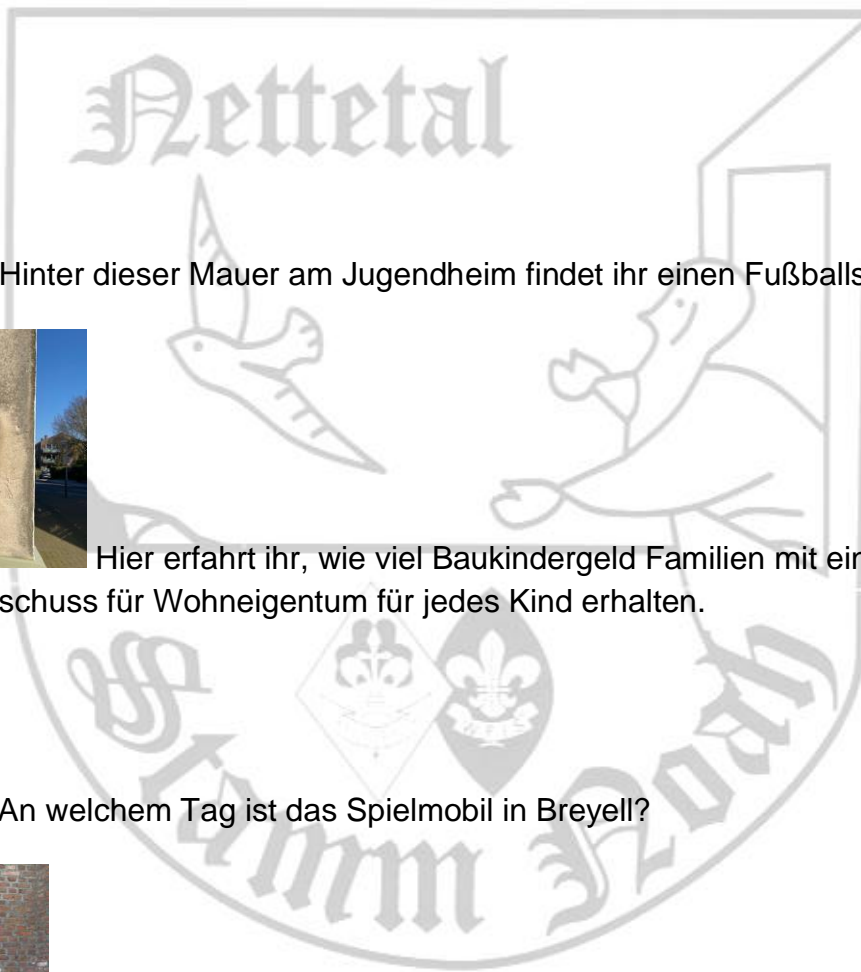 Nettetal
Hinter dieser Mauer am Jugendheim findet ihr einen Fußballs
Hier erfahrt ihr, wie viel Baukindergeld Familien mit ein
schuss für Wohneigentum für jedes Kind erhalten.
An welchem Tag ist das Spielmobil in Breyell?
Stamm Noah